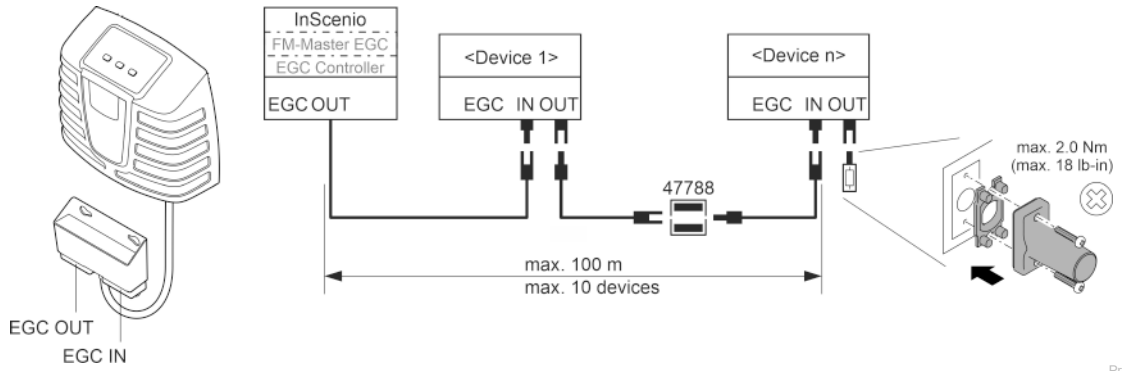 InScenio
FM-Master EGC
EGC Controller
EGC OUT
<Device 1>
EGC IN OUT
<Device n>
EGC IN OUT
47788
max. 100 m
max. 10 devices
max. 2.0 Nm
(max. 18 lb-in)
EGC OUT
EGC IN